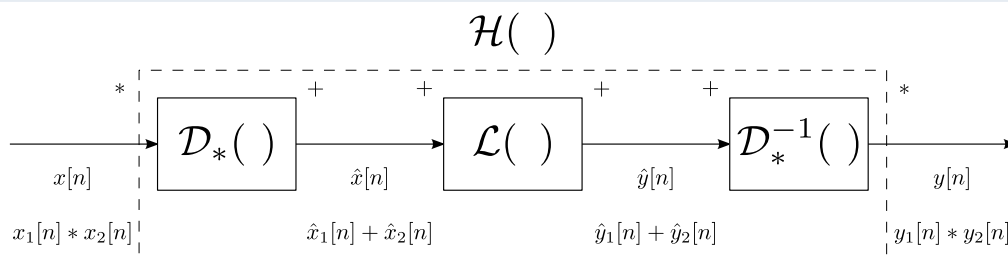 ℋ( )
* + + + + *
𝒟∗( ) ℒ( ) 𝒟∗⁻¹( )
x[n] x̂[n] ŷ[n] y[n]
x₁[n] ∗ x₂[n] x̂₁[n] + x̂₂[n] ŷ₁[n] + ŷ₂[n] y₁[n] ∗ y₂[n]